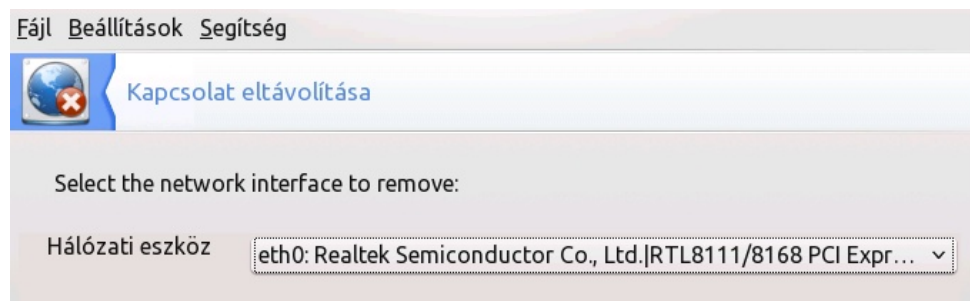 Fájl Beállítások Segítség
Kapcsolat eltávolítása
Select the network interface to remove:
Hálózati eszköz eth0: Realtek Semiconductor Co., Ltd.|RTL8111/8168 PCI Expr...